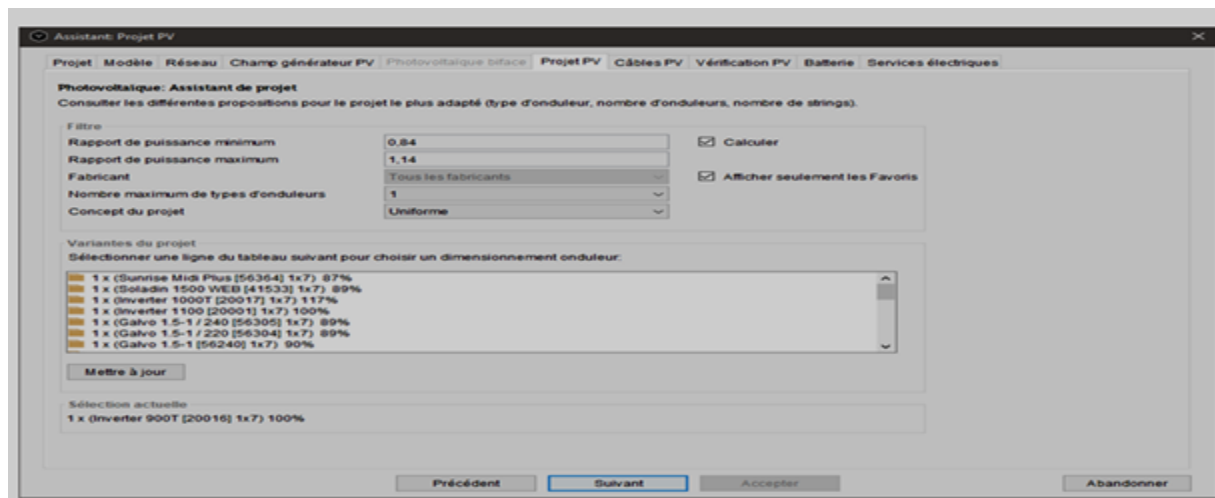 Assistant: Projet PV
Projet Modèle Réseau Champ générateur PV Photovoltaïque biface Projet PV Câbles PV Vérification PV Batterie Services électriques
Photovoltaïque: Assistant de projet
Consulter les différentes propositions pour le projet le plus adapté (type d'onduleur, nombre d'onduleurs, nombre de strings).
Filtre
Rapport de puissance minimum 0,84 Calculer
Rapport de puissance maximum 1,14
Fabricant Tous les fabricants Afficher seulement les Favoris
Nombre maximum de types d'onduleurs 1
Concept du projet Uniforme
Variantes du projet
Sélectionner une ligne du tableau suivant pour choisir un dimensionnement onduleur:
1 x (Sunrise Midi Plus [56364] 1x7) 87%
1 x (Soladin 1500 WEB [41533] 1x7) 89%
1 x (Inverter 1000T [20017] 1x7) 117%
1 x (Inverter 1100 [20001] 1x7) 100%
1 x (Galvo 1.5-1 / 240 [56305] 1x7) 89%
1 x (Galvo 1.5-1 / 220 [56304] 1x7) 89%
1 x (Galvo 1.5-1 [56240] 1x7) 90%
Mettre à jour
Sélection actuelle
1 x (Inverter 900T [20016] 1x7) 100%
Précédent Suivant Accepter Abandonner